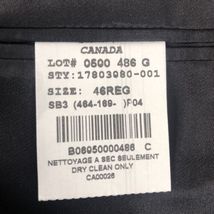 CANADA
LOT# 0500 486 G
STY: 17803980-001
SIZE: 46REG
SB3 (464-169- )F04
B06950000486 C
NETTOYAGE A SEC SEULEMENT
DRY CLEAN ONLY
CA00026